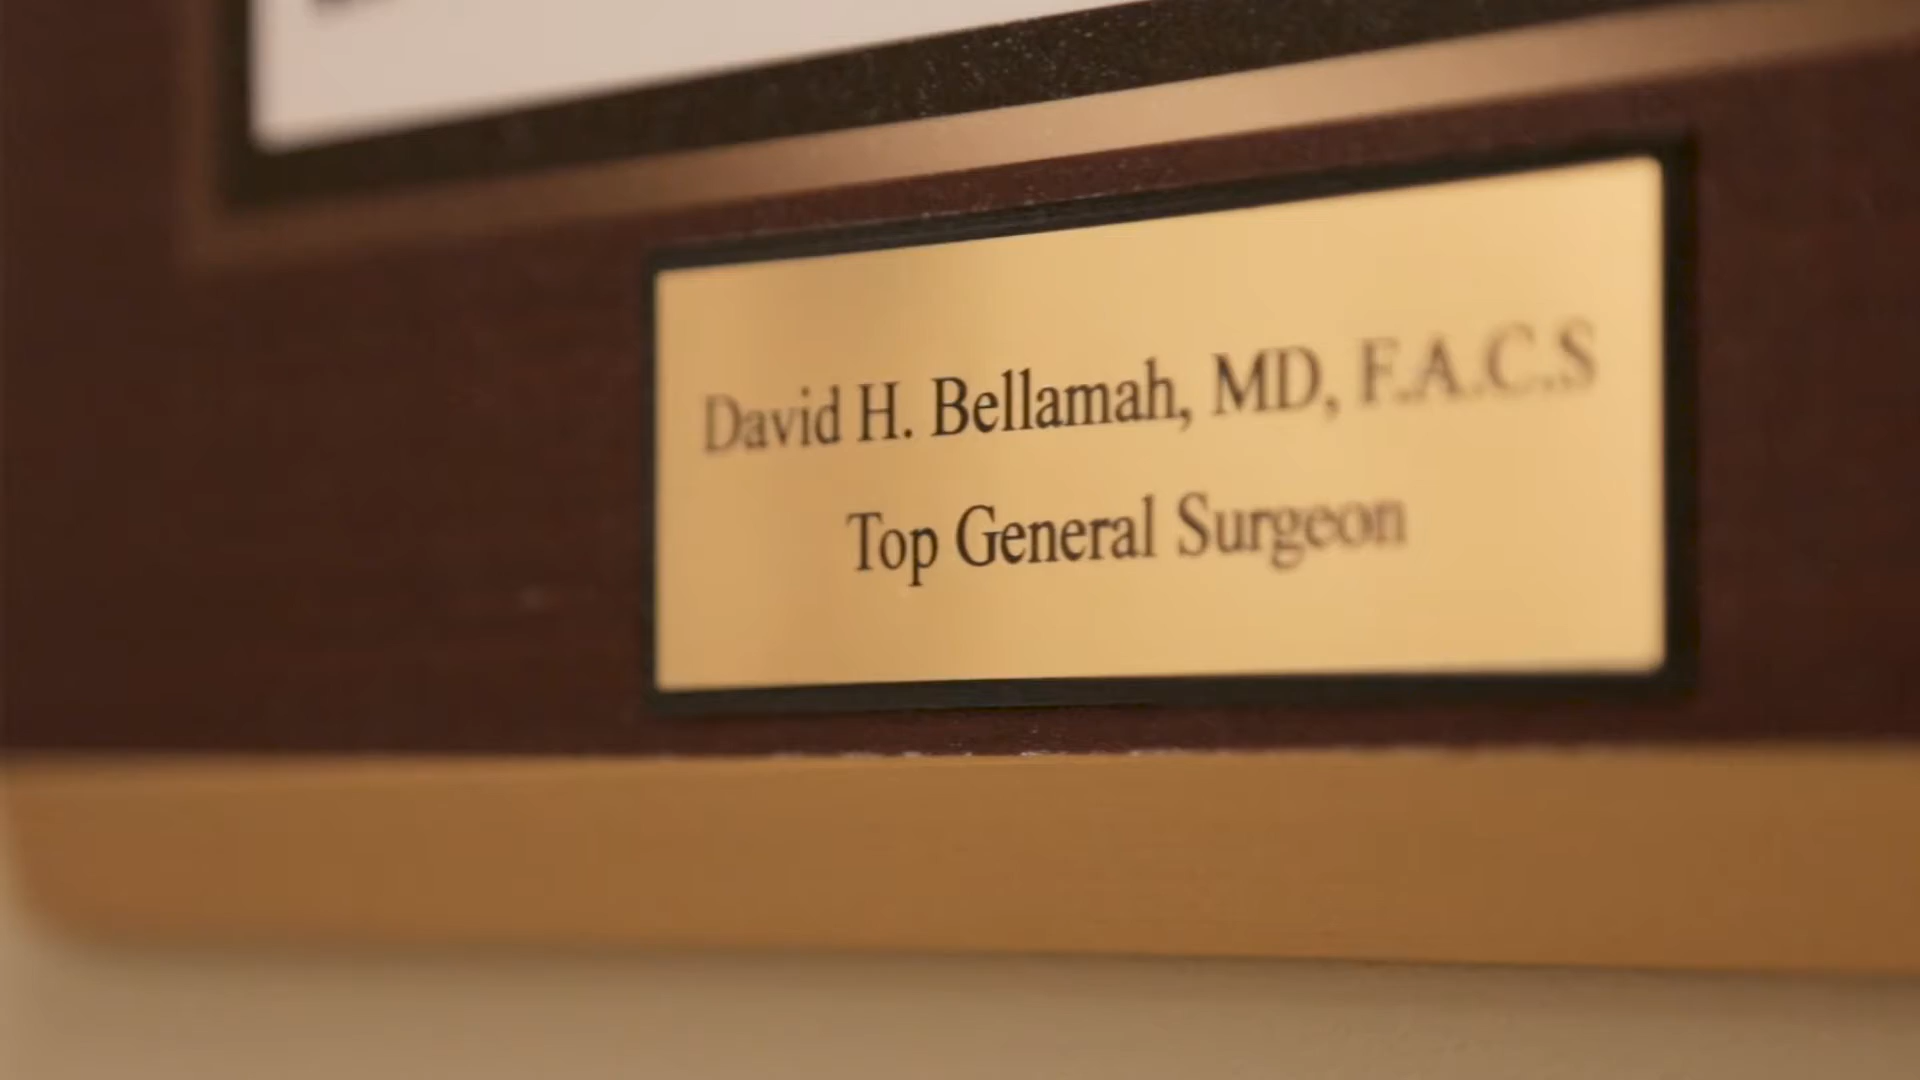 David H. Bellamah, MD, F.A.C.S
Top General Surgeon